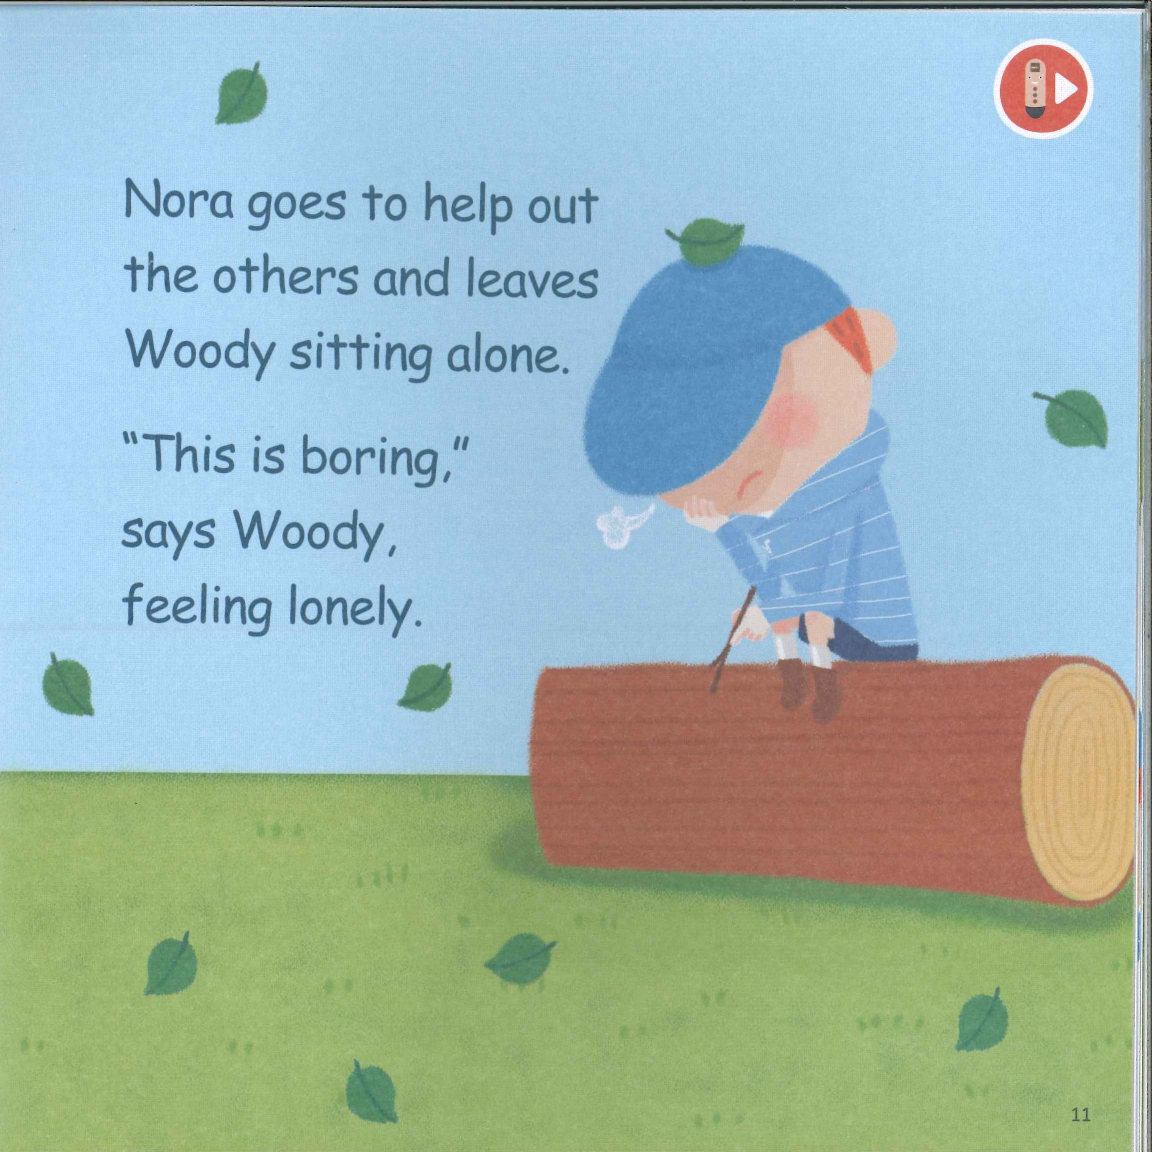 Nora goes to help out
the others and leaves
Woody sitting alone.
“This is boring,”
says Woody,
feeling lonely.
11